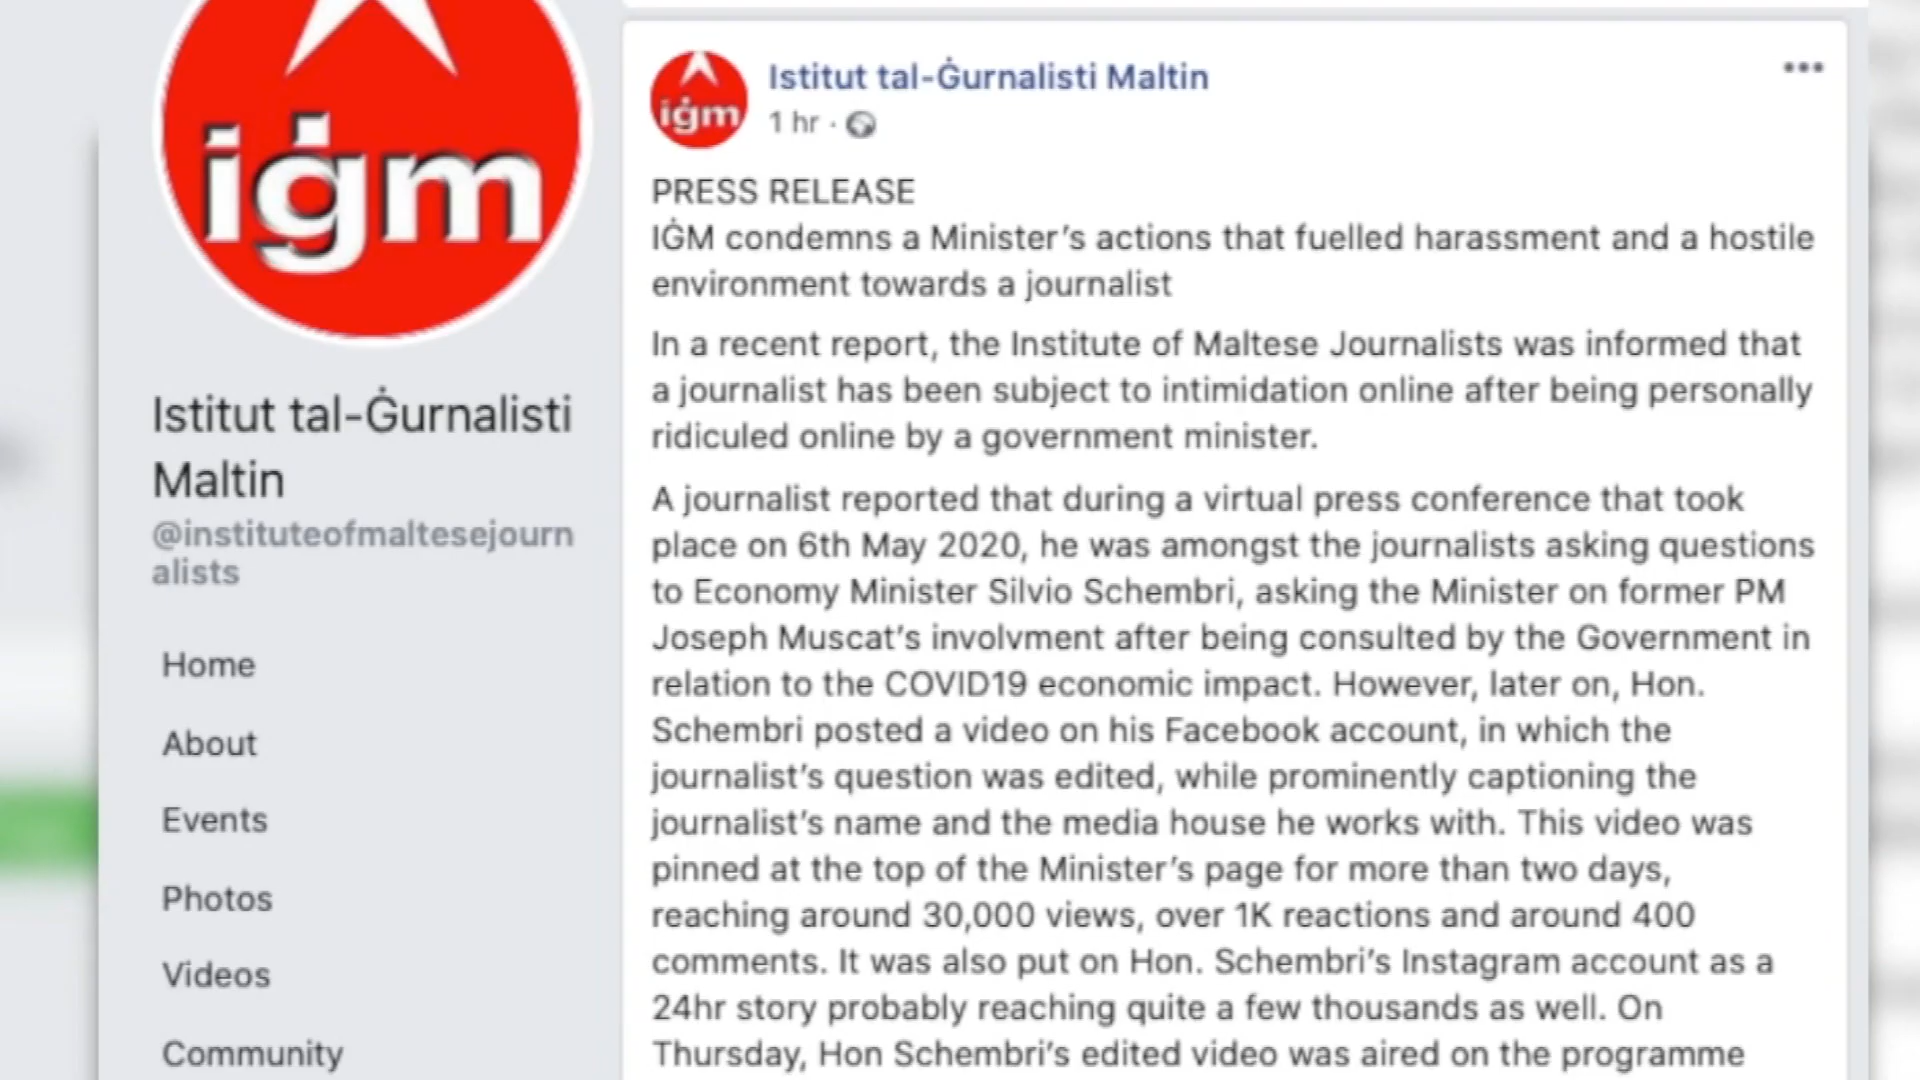 iġm
Istitut tal-Ġurnalisti
Maltin
@instituteofmaltesejourn
alists
Home
About
Events
Photos
Videos
Community
iġm
Istitut tal-Ġurnalisti Maltin
1 hr ·
PRESS RELEASE
IĠM condemns a Minister's actions that fuelled harassment and a hostile
environment towards a journalist
In a recent report, the Institute of Maltese Journalists was informed that
a journalist has been subject to intimidation online after being personally
ridiculed online by a government minister.
A journalist reported that during a virtual press conference that took
place on 6th May 2020, he was amongst the journalists asking questions
to Economy Minister Silvio Schembri, asking the Minister on former PM
Joseph Muscat's involvment after being consulted by the Government in
relation to the COVID19 economic impact. However, later on, Hon.
Schembri posted a video on his Facebook account, in which the
journalist's question was edited, while prominently captioning the
journalist's name and the media house he works with. This video was
pinned at the top of the Minister's page for more than two days,
reaching around 30,000 views, over 1K reactions and around 400
comments. It was also put on Hon. Schembri's Instagram account as a
24hr story probably reaching quite a few thousands as well. On
Thursday, Hon Schembri's edited video was aired on the programme